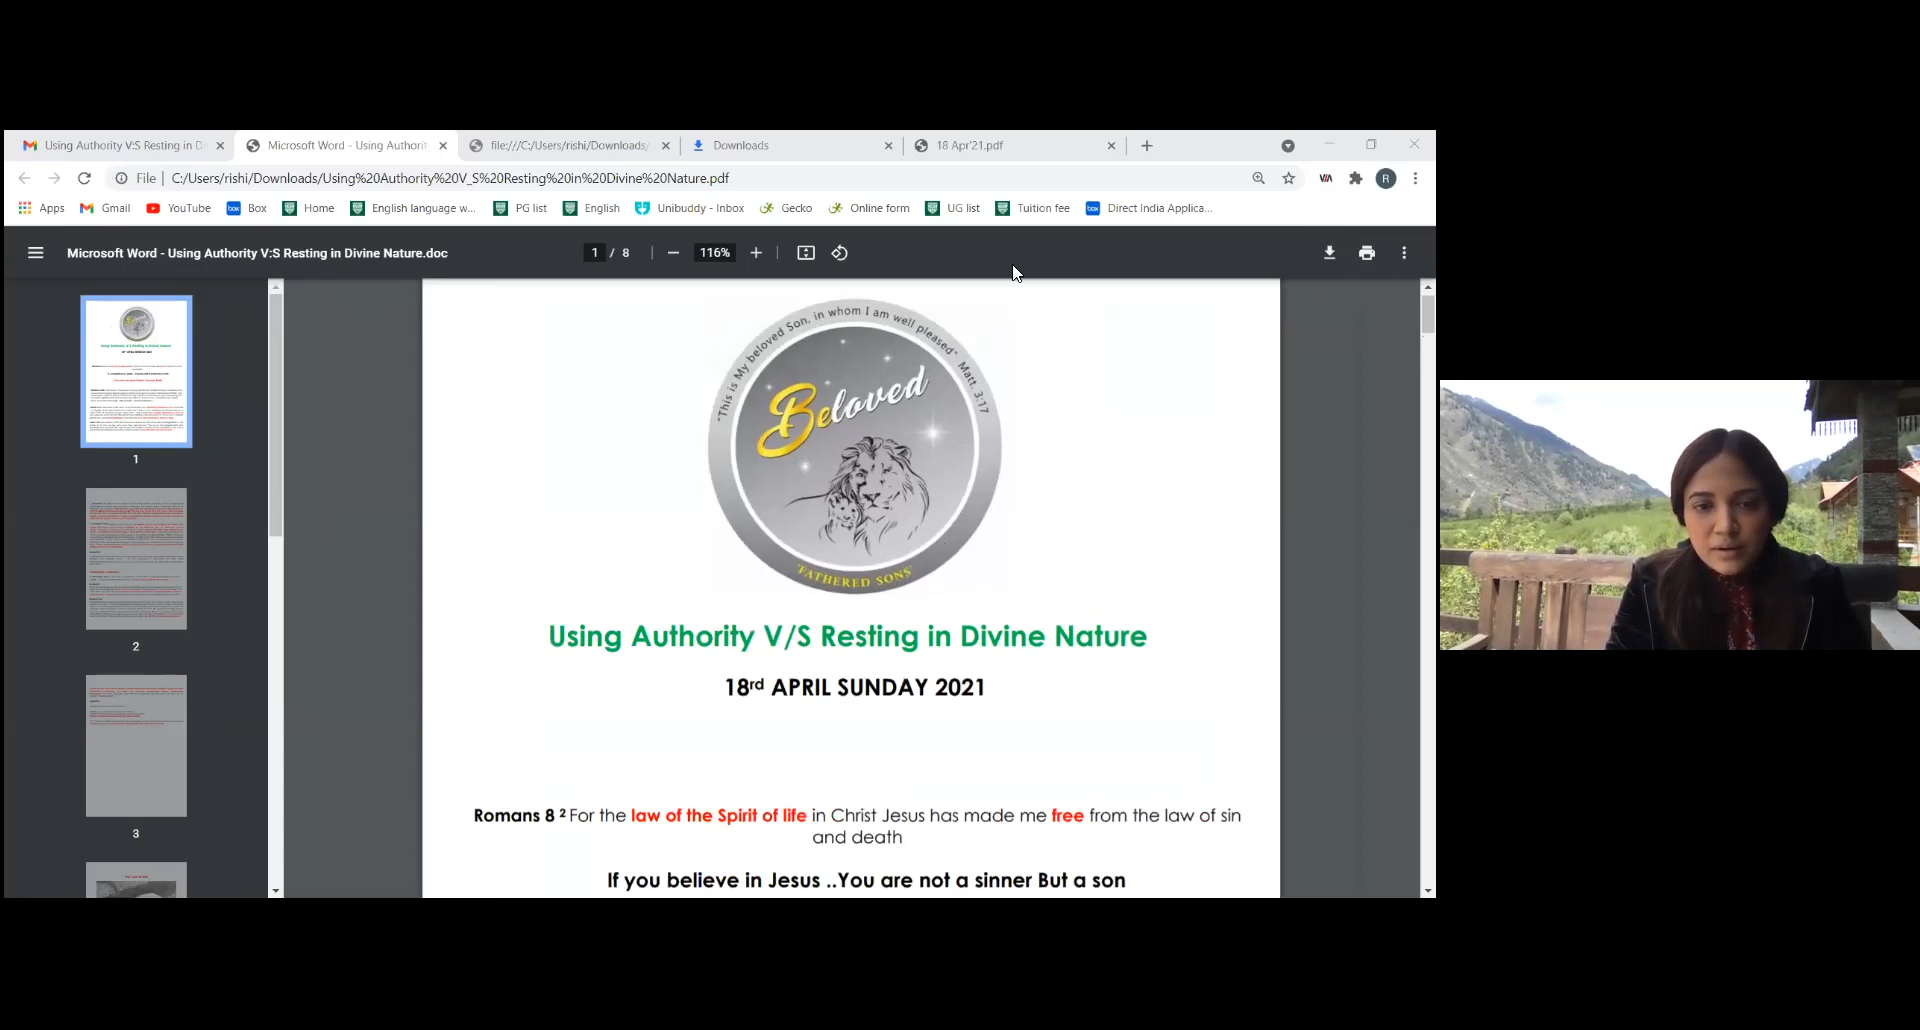 Using Authority V:S Resting in D
Microsoft Word - Using Authorit
file:///C:/Users/rishi/Downloads/
Downloads
18 Apr'21.pdf
File | C:/Users/rishi/Downloads/Using%20Authority%20V_S%20Resting%20in%20Divine%20Nature.pdf
VIA
R
Apps
Gmail
YouTube
box Box
Home
English language w...
PG list
English
Unibuddy - Inbox
Gecko
Online form
UG list
Tuition fee
box Direct India Applica...
Microsoft Word - Using Authority V:S Resting in Divine Nature.doc
1 / 8
116%
1
2
3
"This is My beloved Son, in whom I am well pleased" Matt. 3:17
Beloved
'FATHERED SONS'
Using Authority V/S Resting in Divine Nature
18rd APRIL SUNDAY 2021
Romans 8 2 For the law of the Spirit of life in Christ Jesus has made me free from the law of sin
and death
If you believe in Jesus ..You are not a sinner But a son